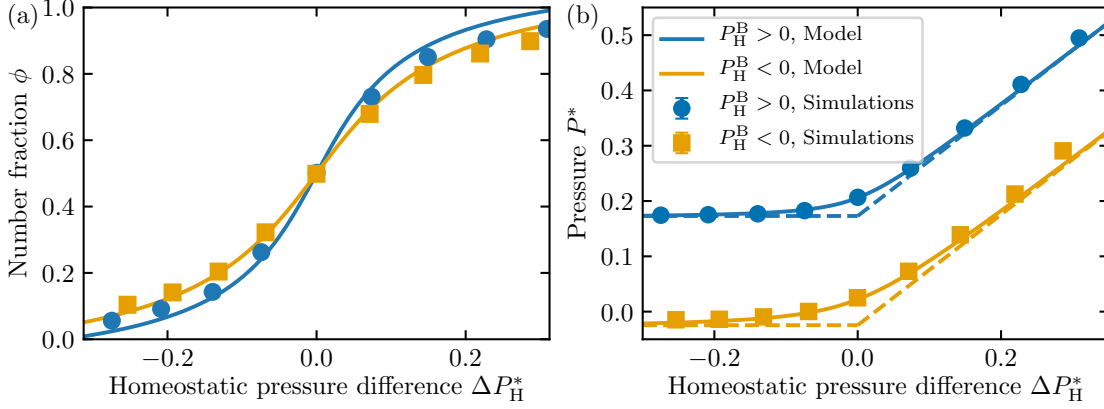 (a)
1.0
0.8
0.6
0.4
0.2
0.0
Number fraction ϕ
−0.2
0.0
0.2
Homeostatic pressure difference ΔP*_H
(b)
0.5
0.4
0.3
0.2
0.1
0.0
Pressure P*
P^B_H > 0, Model
P^B_H < 0, Model
P^B_H > 0, Simulations
P^B_H < 0, Simulations
−0.2
0.0
0.2
Homeostatic pressure difference ΔP*_H